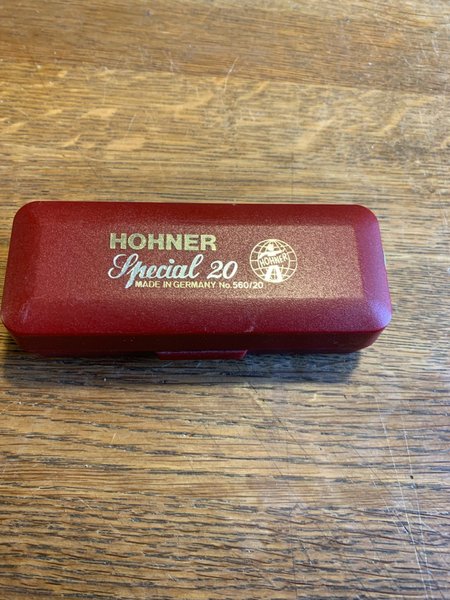 HOHNER
Special 20
MADE IN GERMANY No. 560/20
HOHNER